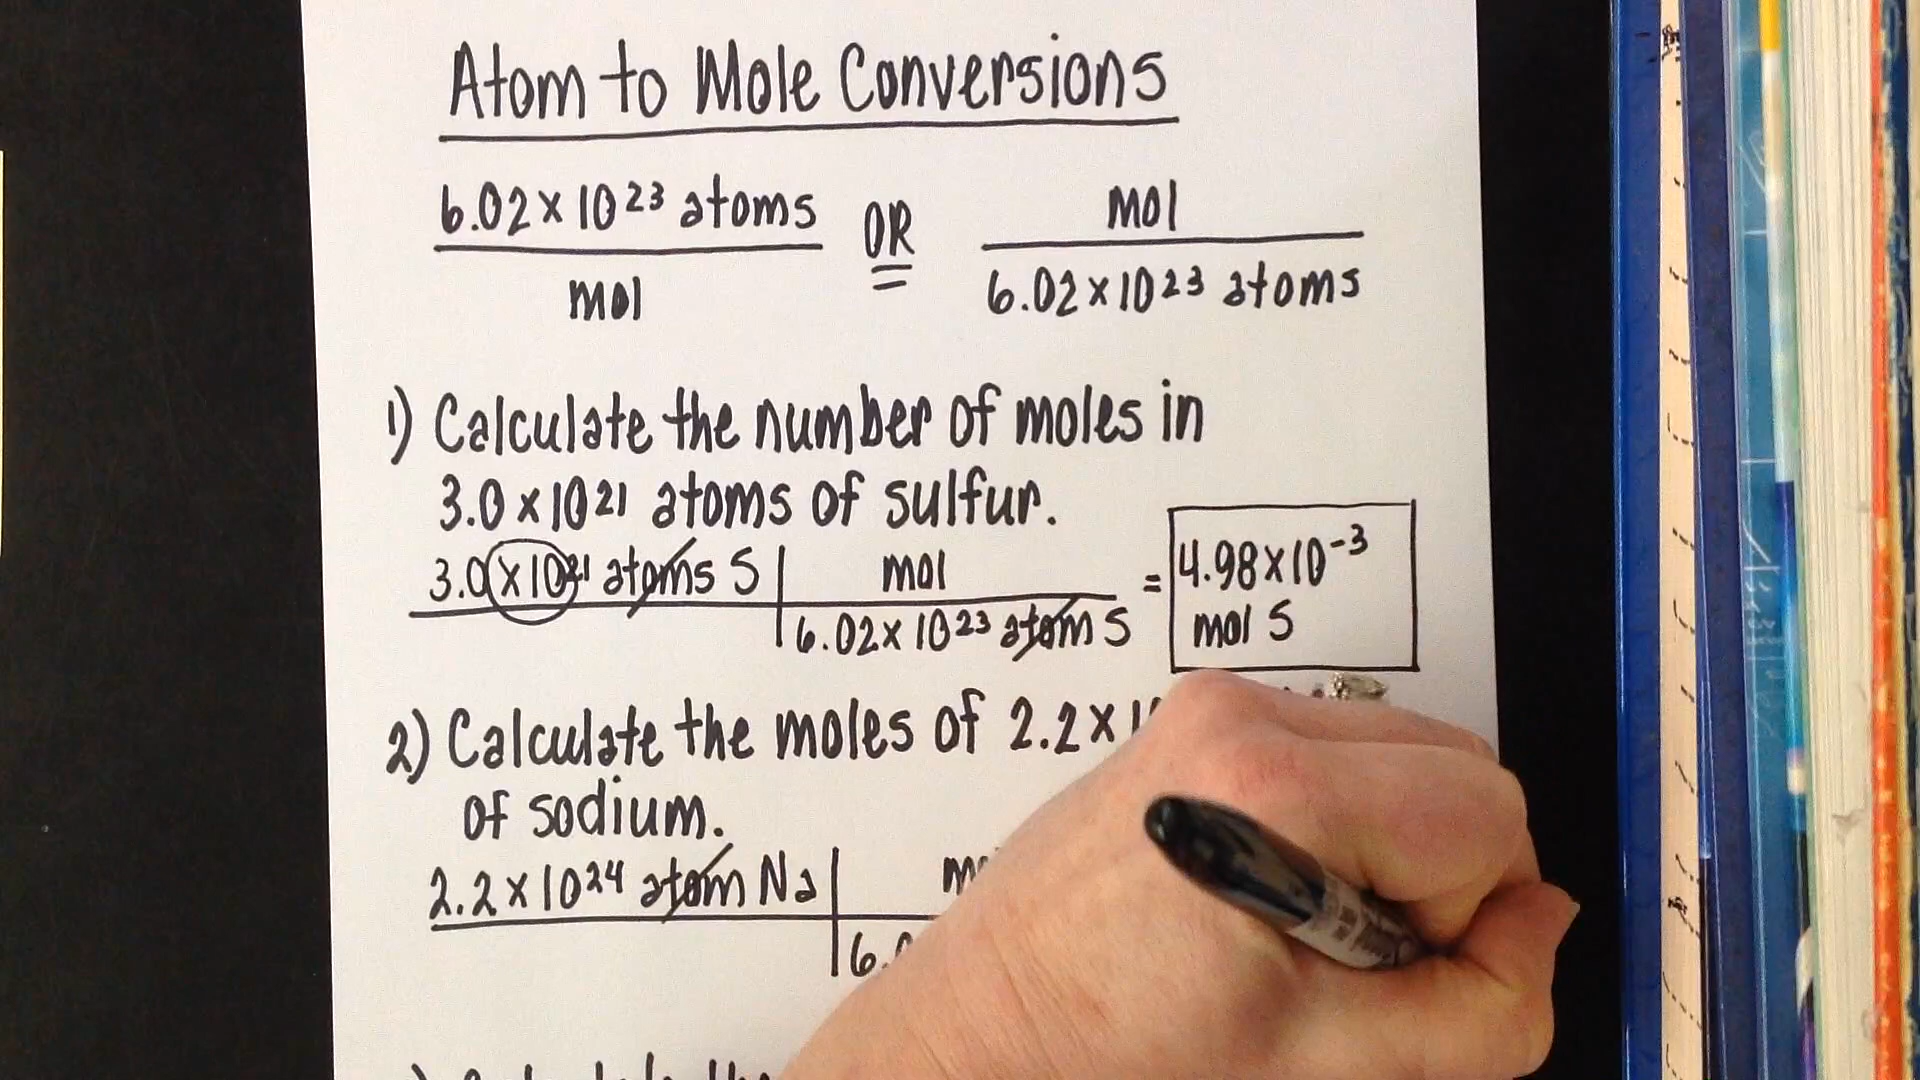 Atom to Mole Conversions
6.02 x 10²³ atoms OR mol
mol 6.02 x 10²³ atoms
1) Calculate the number of moles in
3.0 x 10²¹ atoms of sulfur.
3.0 x 10²¹ atoms S mol = 4.98 x 10⁻³
6.02 x 10²³ atom S mol S
2) Calculate the moles of 2.2 x
of sodium.
2.2 x 10²⁴ atom Na
6.0